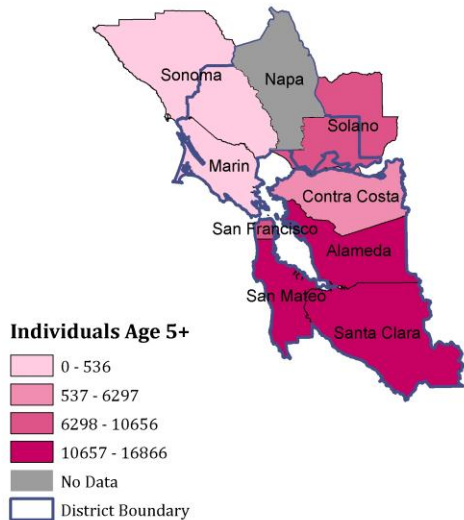 Sonoma
Napa
Solano
Marin
Contra Costa
San Francisco
Alameda
San Mateo
Santa Clara
Individuals Age 5+
0 - 536
537 - 6297
6298 - 10656
10657 - 16866
No Data
District Boundary